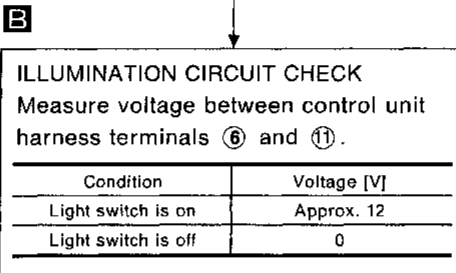 B
ILLUMINATION CIRCUIT CHECK
Measure voltage between control unit
harness terminals ⑥ and ⑪.
Condition Voltage [V]
Light switch is on Approx. 12
Light switch is off 0